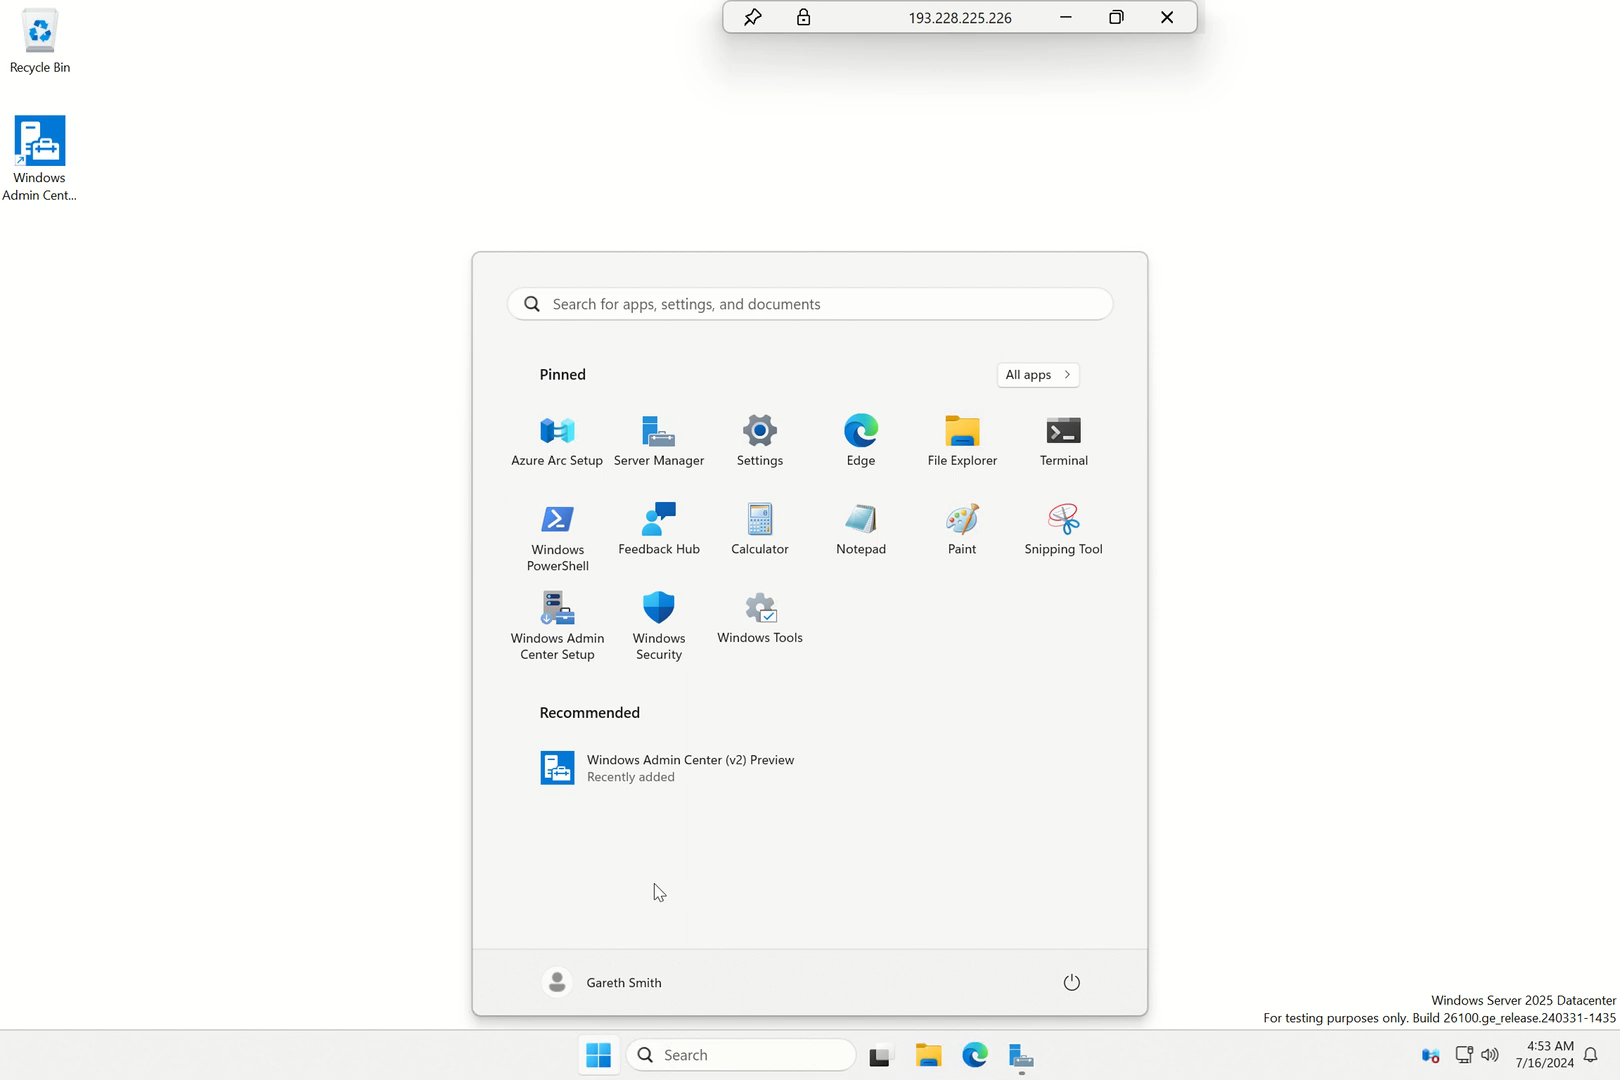 193.228.225.226
Recycle Bin
Windows
Admin Cent...
Search for apps, settings, and documents
Pinned
All apps
Azure Arc Setup
Server Manager
Settings
Edge
File Explorer
Terminal
Windows
PowerShell
Feedback Hub
Calculator
Notepad
Paint
Snipping Tool
Windows Admin
Center Setup
Windows
Security
Windows Tools
Recommended
Windows Admin Center (v2) Preview
Recently added
Gareth Smith
Windows Server 2025 Datacenter
For testing purposes only. Build 26100.ge_release.240331-1435
Search
4:53 AM
7/16/2024